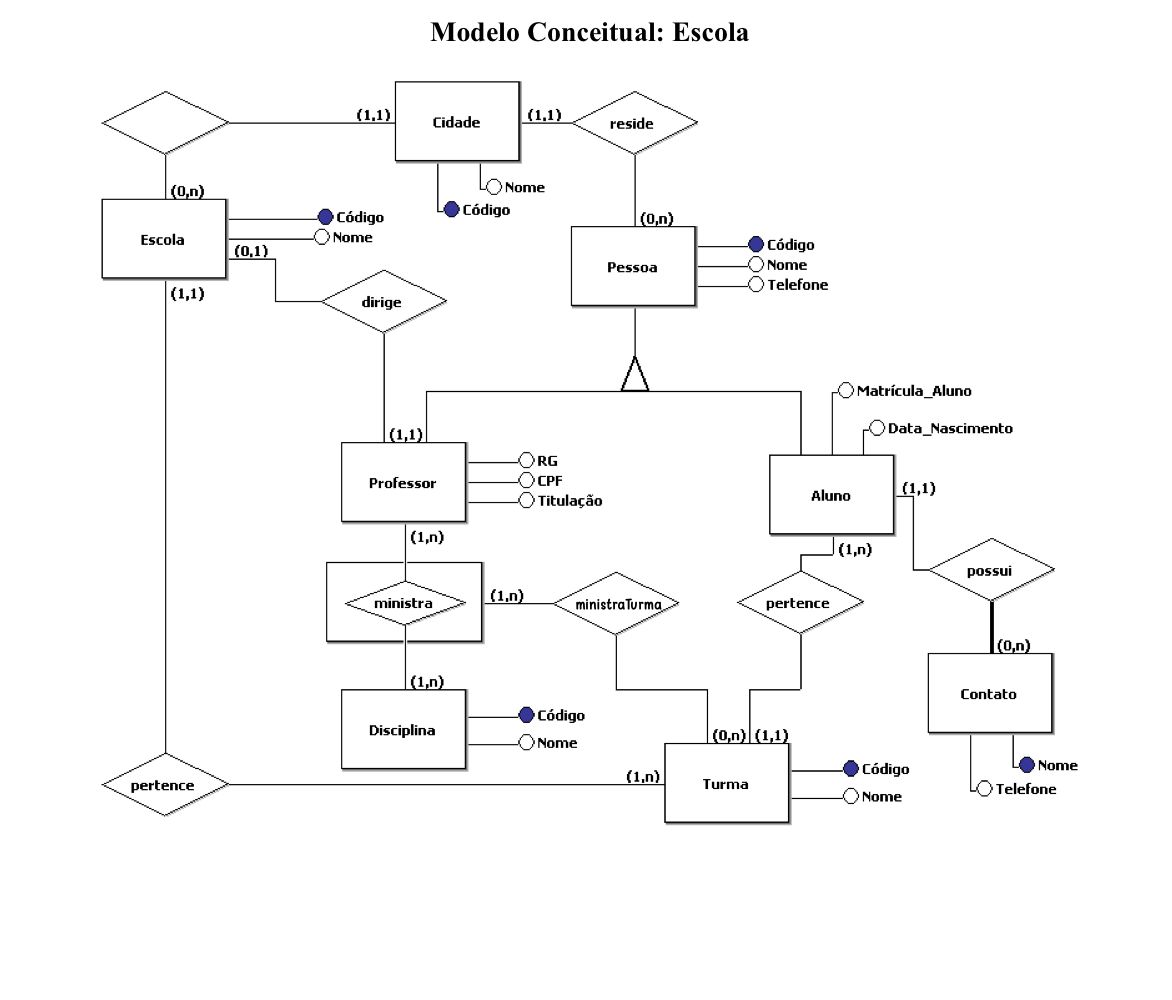 Modelo Conceitual: Escola
(1,1)
Cidade
(1,1)
reside
Nome
Código
(0,n)
Escola
Código
Nome
(0,1)
(1,1)
dirige
(0,n)
Pessoa
Código
Nome
Telefone
Matrícula_Aluno
Data_Nascimento
(1,1)
Professor
RG
CPF
Titulação
Aluno
(1,1)
(1,n)
(1,n)
possui
ministra
(1,n)
ministraTurma
pertence
(0,n)
Contato
Nome
Telefone
(1,n)
Disciplina
Código
Nome
(0,n)
(1,1)
pertence
(1,n)
Turma
Código
Nome